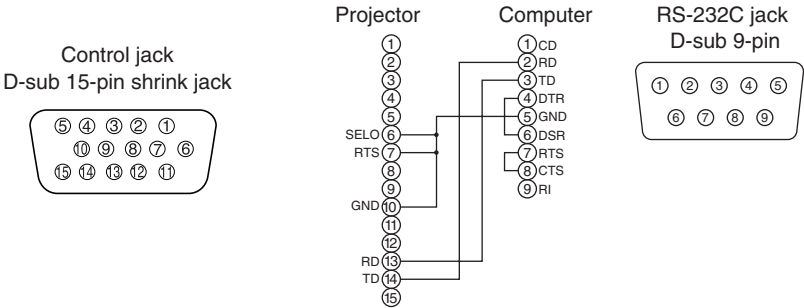 Control jack
D-sub 15-pin shrink jack
5 4 3 2 1
10 9 8 7 6
15 14 13 12 11
Projector
1
2
3
4
5
SELO 6
RTS 7
8
9
GND 10
11
12
RD 13
TD 14
15
Computer
1 CD
2 RD
3 TD
4 DTR
5 GND
6 DSR
7 RTS
8 CTS
9 RI
RS-232C jack
D-sub 9-pin
1 2 3 4 5
6 7 8 9